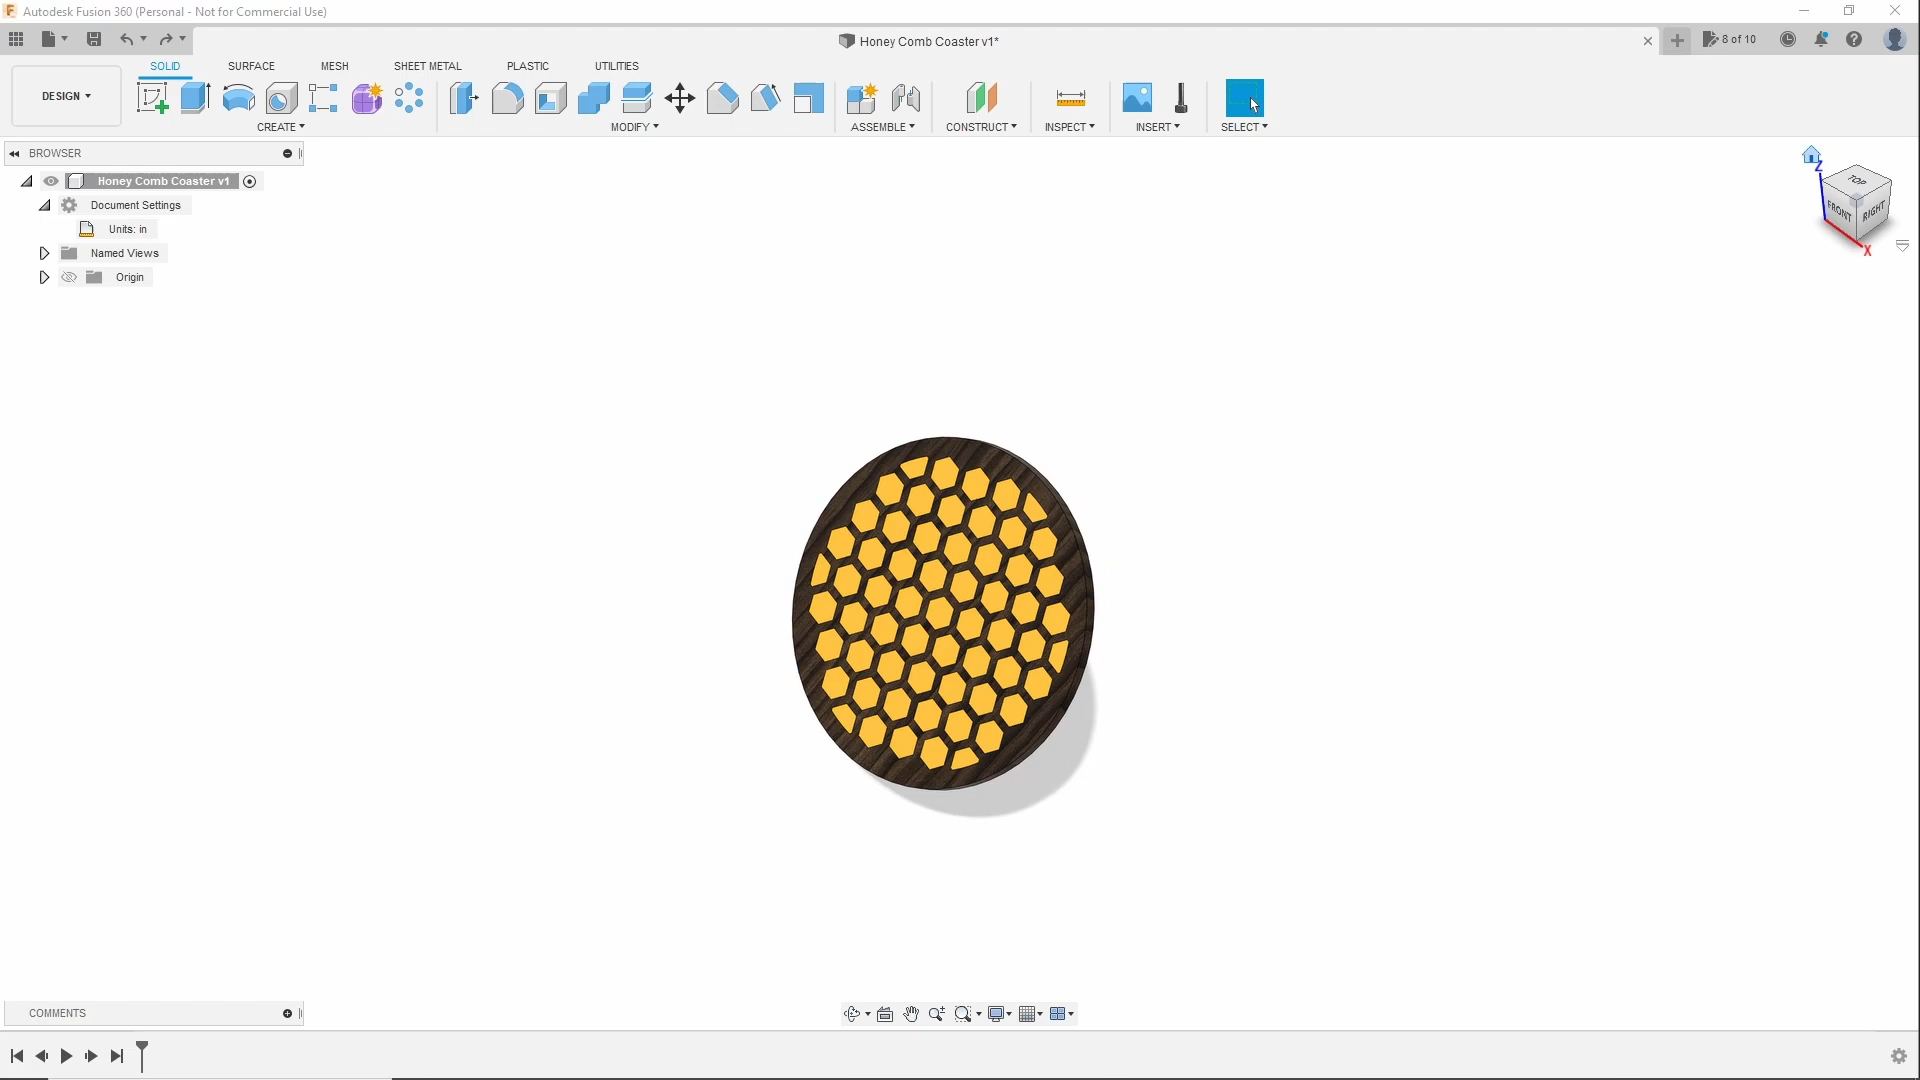 Autodesk Fusion 360 (Personal - Not for Commercial Use)
Honey Comb Coaster v1*
8 of 10
DESIGN
SOLID
SURFACE
MESH
SHEET METAL
PLASTIC
UTILITIES
CREATE
MODIFY
ASSEMBLE
CONSTRUCT
INSPECT
INSERT
SELECT
BROWSER
Honey Comb Coaster v1
Document Settings
Units: in
Named Views
Origin
Z
TOP
FRONT
RIGHT
X
COMMENTS